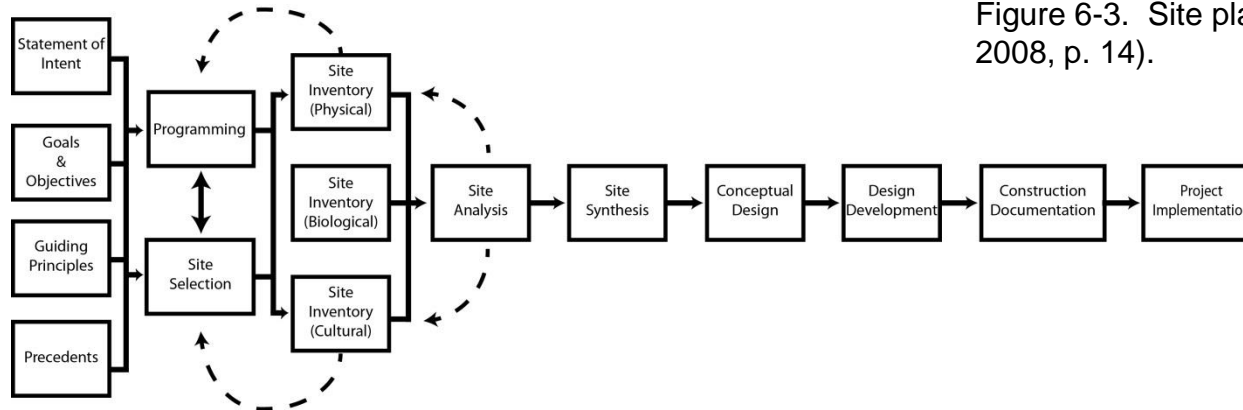 Figure 6-3. Site pla
2008, p. 14).
Statement of
Intent
Goals
&
Objectives
Guiding
Principles
Precedents
Programming
Site
Selection
Site
Inventory
(Physical)
Site
Inventory
(Biological)
Site
Inventory
(Cultural)
Site
Analysis
Site
Synthesis
Conceptual
Design
Design
Development
Construction
Documentation
Project
Implementatio